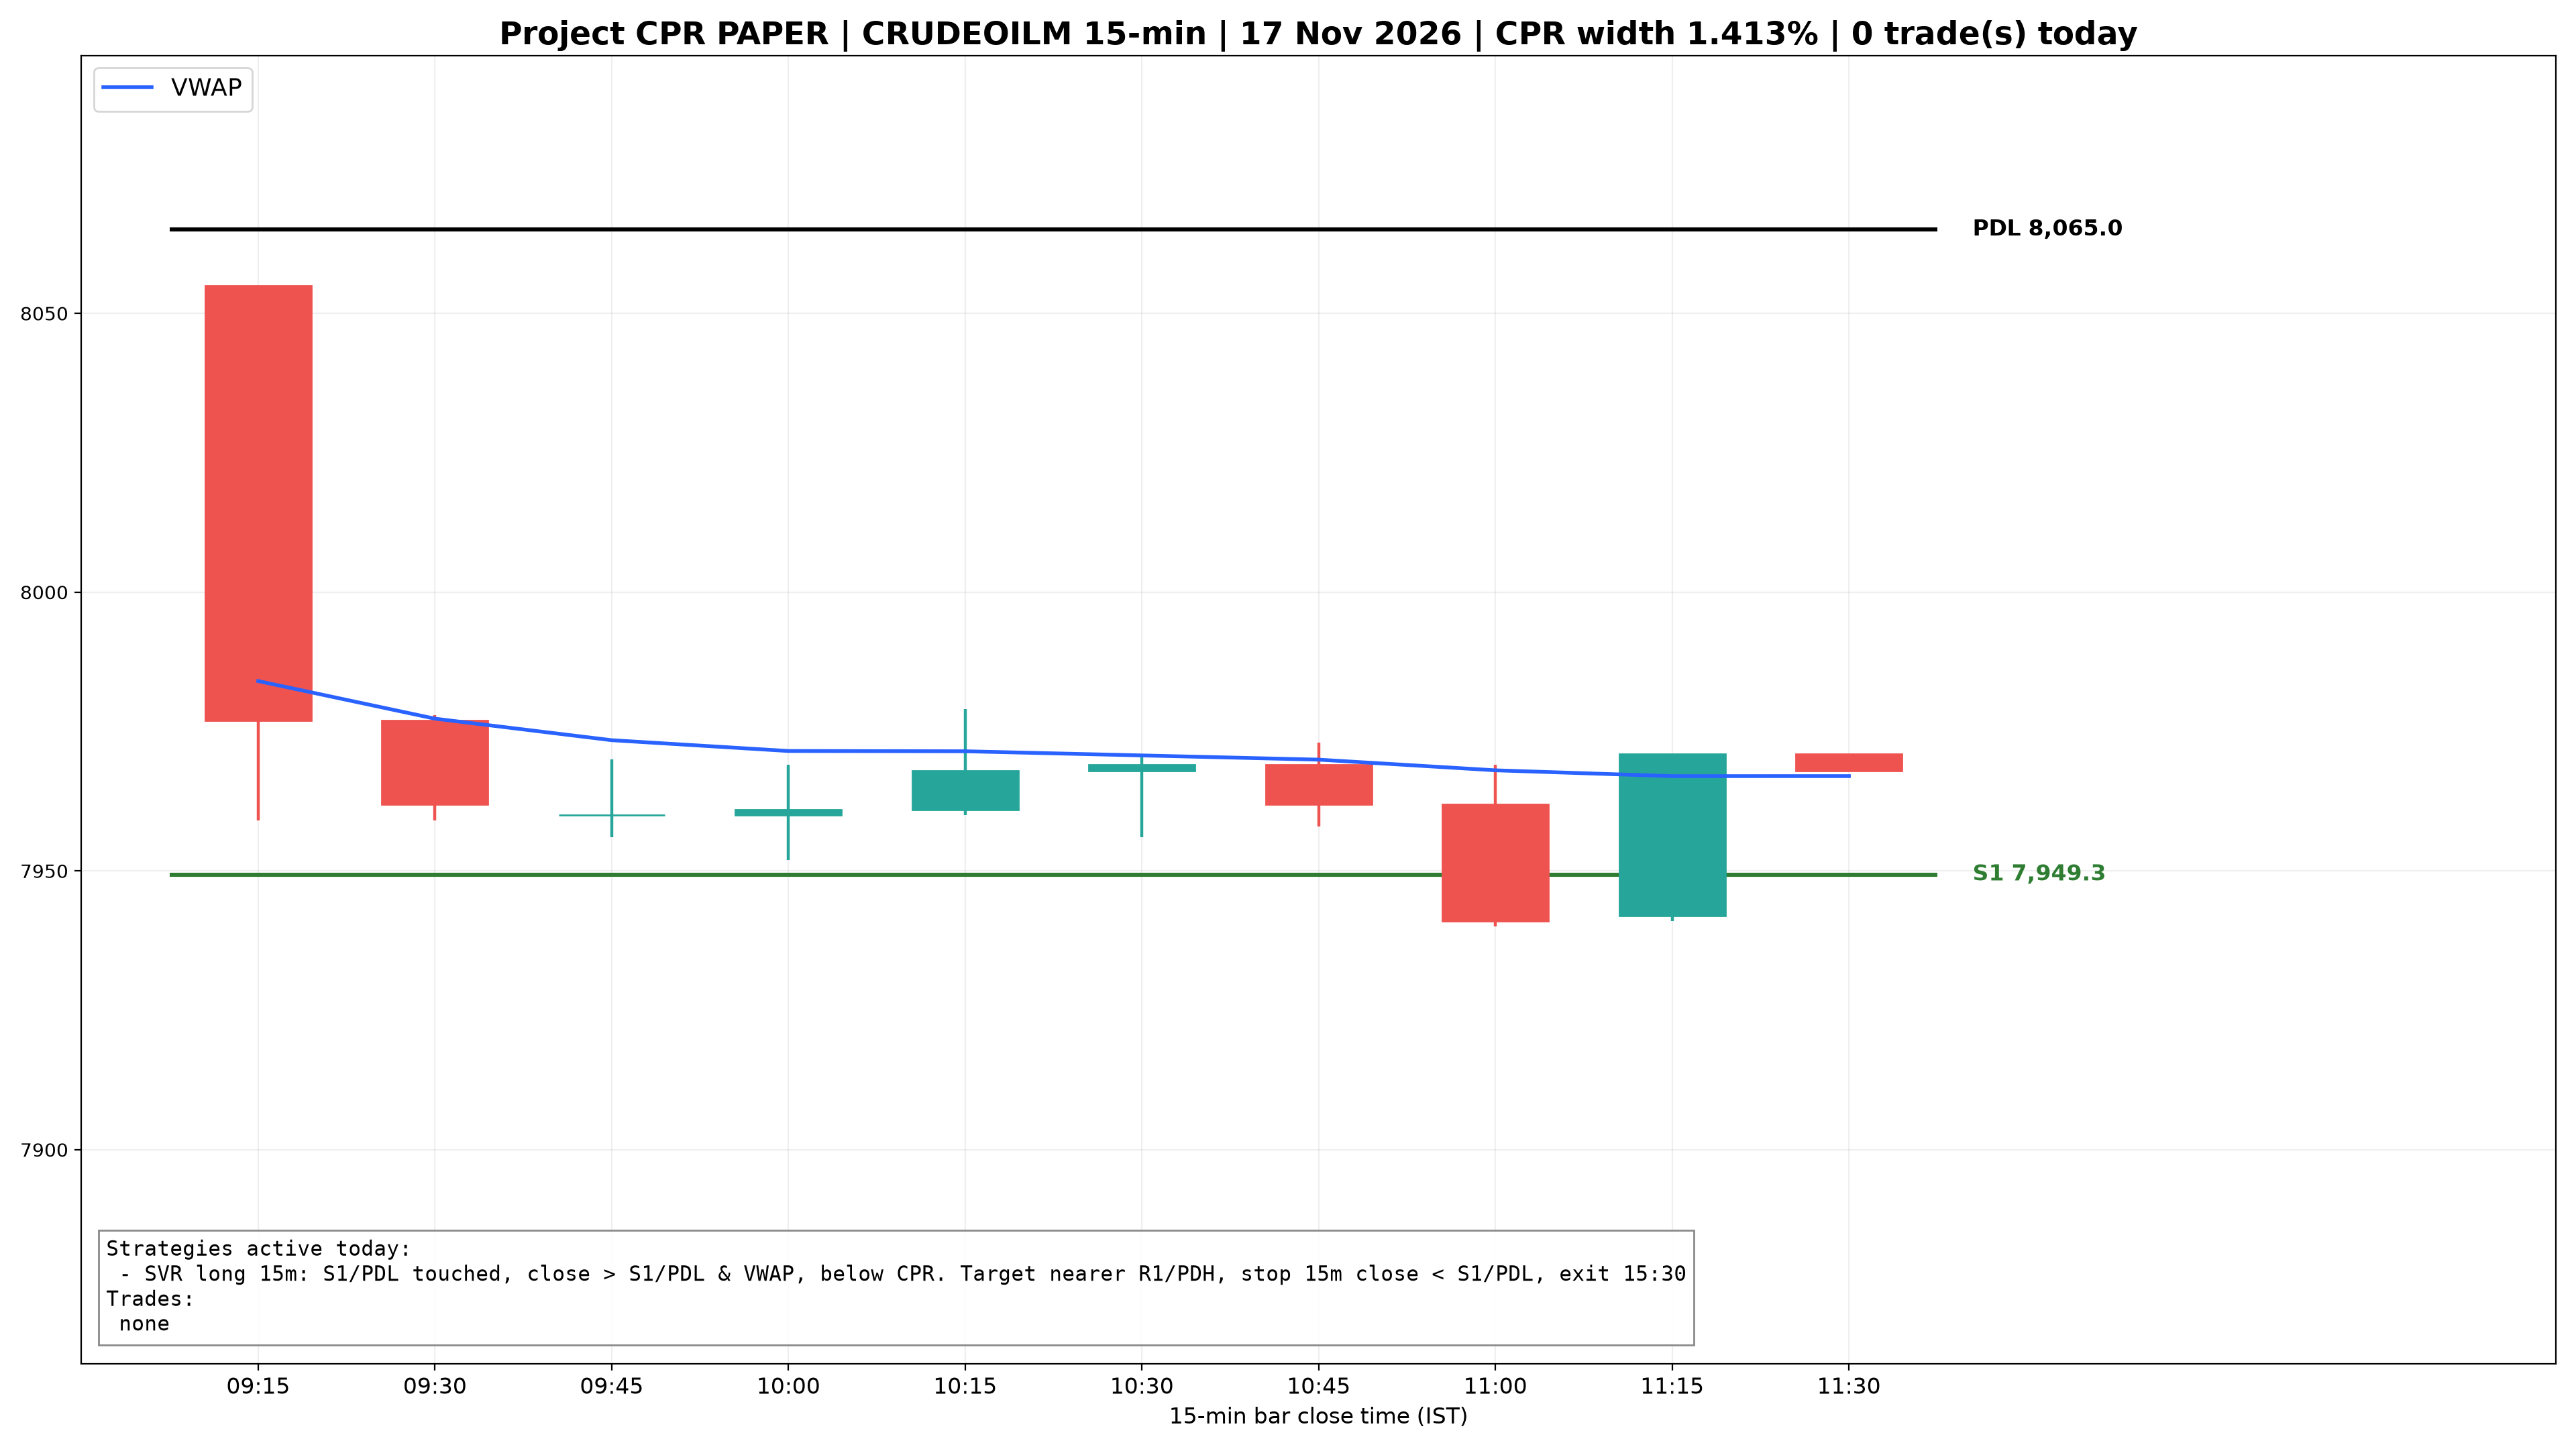 Project CPR PAPER | CRUDEOILM 15-min | 17 Nov 2026 | CPR width 1.413% | 0 trade(s) today
VWAP
PDL 8,065.0
8050
8000
7950
S1 7,949.3
7900
Strategies active today:
- SVR long 15m: S1/PDL touched, close > S1/PDL & VWAP, below CPR. Target nearer R1/PDH, stop 15m close < S1/PDL, exit 15:30
Trades:
none
09:15 09:30 09:45 10:00 10:15 10:30 10:45 11:00 11:15 11:30
15-min bar close time (IST)